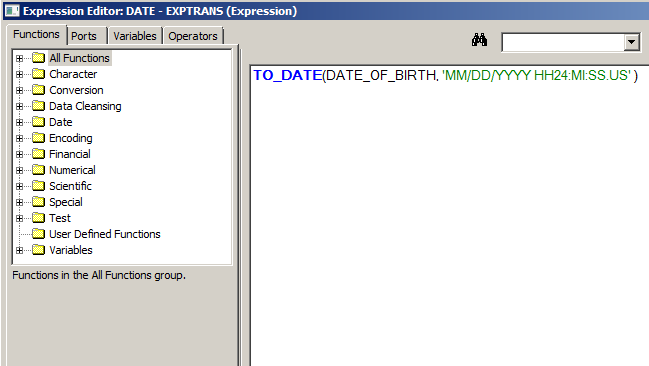 Expression Editor: DATE - EXPTRANS (Expression)
Functions Ports Variables Operators
All Functions
Character
Conversion
Data Cleansing
Date
Encoding
Financial
Numerical
Scientific
Special
Test
User Defined Functions
Variables
Functions in the All Functions group.
TO_DATE(DATE_OF_BIRTH, 'MM/DD/YYYY HH24:MI:SS.US' )